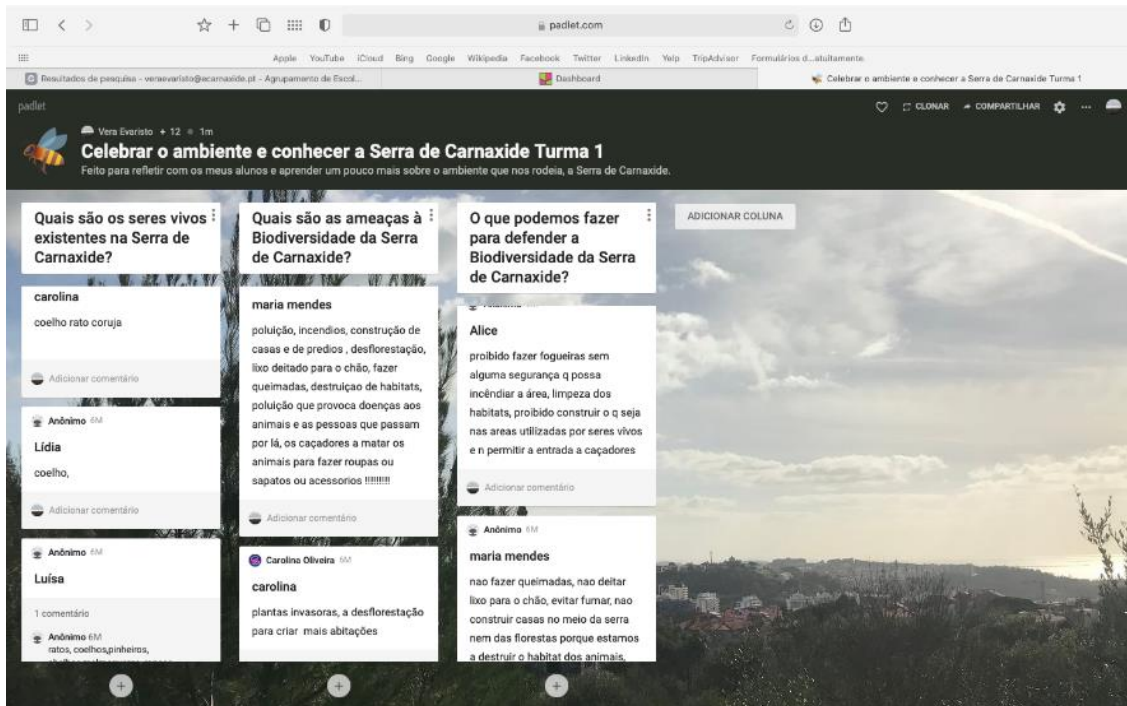 padlet.com
Apple YouTube iCloud Bing Google Wikipedia Facebook Twitter LinkedIn Yelp TripAdvisor Formulários d...atuitamente
Resultados de pesquisa - veraevaristo@ecarnaxide.pt - Agrupamento de Escol...
Dashboard
Celebrar o ambiente e conhecer a Serra de Carnaxide Turma 1
padlet
CLONAR
COMPARTILHAR
Vera Evaristo + 12 1m
Celebrar o ambiente e conhecer a Serra de Carnaxide Turma 1
Feito para refletir com os meus alunos e aprender um pouco mais sobre o ambiente que nos rodeia, a Serra de Carnaxide.
Quais são os seres vivos
existentes na Serra de
Carnaxide?
carolina
coelho rato coruja
Adicionar comentário
Anônimo 6M
Lídia
coelho,
Adicionar comentário
Anônimo 6M
Luísa
1 comentário
Anônimo 6M
ratos, coelhos,pinheiros,
Quais são as ameaças à
Biodiversidade da Serra
de Carnaxide?
maria mendes
poluição, incendios, construção de
casas e de predios , desflorestação,
lixo deitado para o chão, fazer
queimadas, destruiçao de habitats,
poluição que provoca doenças aos
animais e as pessoas que passam
por lá, os caçadores a matar os
animais para fazer roupas ou
sapatos ou acessorios !!!!!!!!!
Adicionar comentário
Carolina Oliveira 6M
carolina
plantas invasoras, a desflorestação
para criar mais abitações
O que podemos fazer
para defender a
Biodiversidade da Serra
de Carnaxide?
Alice
proibido fazer fogueiras sem
alguma segurança q possa
incêndiar a área, limpeza dos
habitats, proibido construir o q seja
nas areas utilizadas por seres vivos
e n permitir a entrada a caçadores
Adicionar comentário
Anônimo 6M
maria mendes
nao fazer queimadas, nao deitar
lixo para o chão, evitar fumar, nao
construir casas no meio da serra
nem das florestas porque estamos
a destruir o habitat dos animais,
ADICIONAR COLUNA